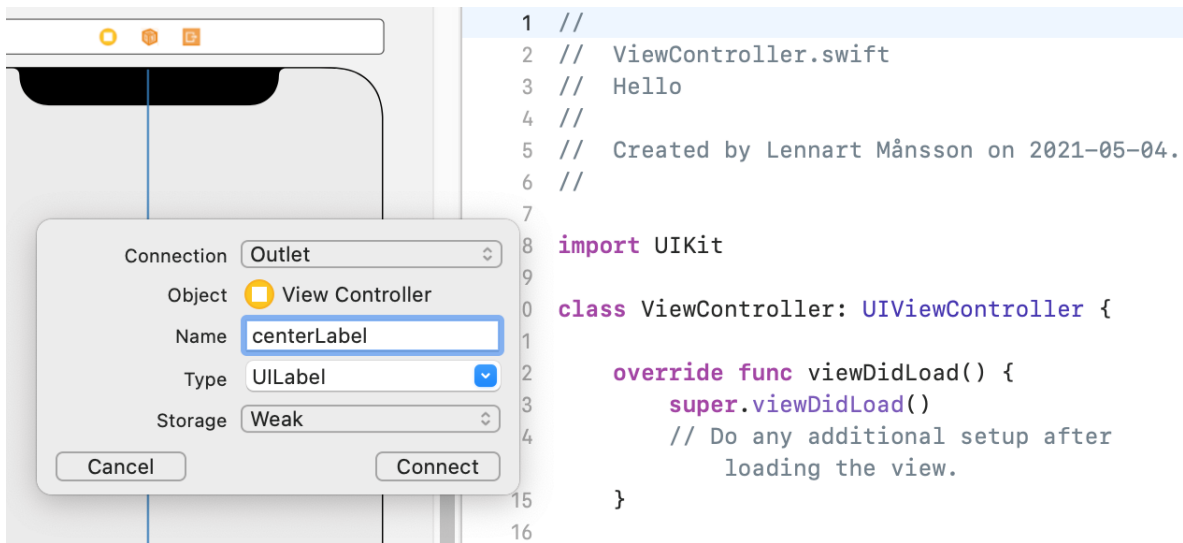 1 //
2 // ViewController.swift
3 // Hello
4 //
5 // Created by Lennart Månsson on 2021-05-04.
6 //
7
8 import UIKit
9
0 class ViewController: UIViewController {
1
2 override func viewDidLoad() {
3 super.viewDidLoad()
4 // Do any additional setup after
loading the view.
15 }
16
Connection Outlet
Object View Controller
Name centerLabel
Type UILabel
Storage Weak
Cancel Connect